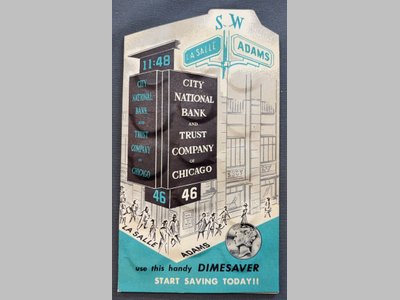 S W
LA SALLE
ADAMS
11:48
CITY
NATIONAL
BANK
AND
TRUST
COMPANY
OF
CHICAGO
46
CITY
NATIONAL
BANK
AND
TRUST
COMPANY
OF
CHICAGO
46
LA SALLE
ADAMS
use this handy DIMESAVER
START SAVING TODAY!!